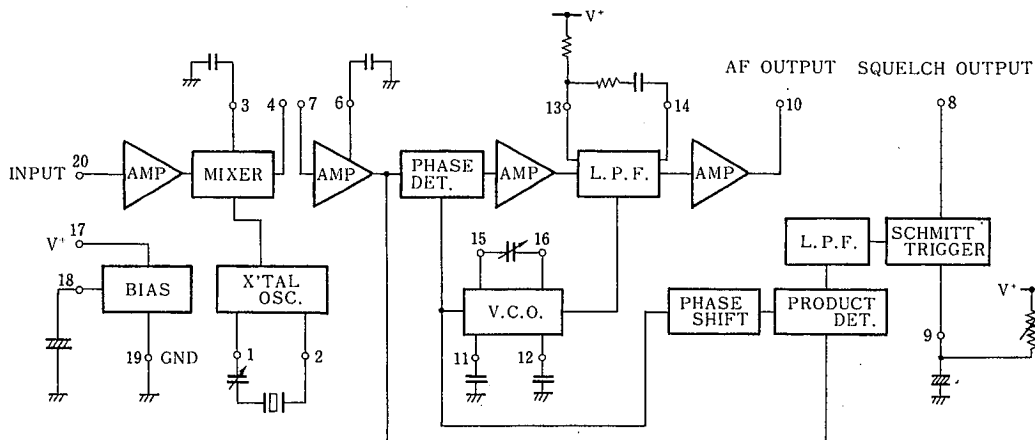 V⁺
AF OUTPUT
SQUELCH OUTPUT
3
4
7
6
13
14
10
8
INPUT
20
AMP
MIXER
AMP
PHASE
DET.
AMP
L.P.F.
AMP
V⁺
17
15
16
L.P.F.
SCHMITT
TRIGGER
18
BIAS
X'TAL
OSC.
V.C.O.
PHASE
SHIFT
PRODUCT
DET.
V⁺
19
GND
1
2
11
12
9